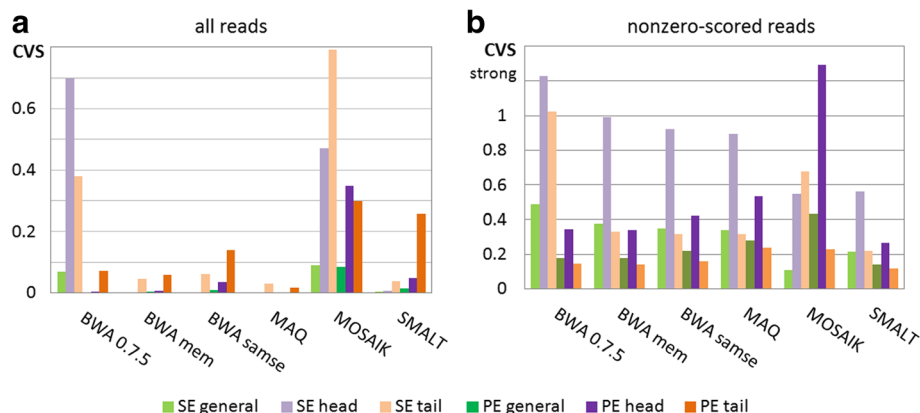 a
all reads
CVS
0.6
0.4
0.2
0
BWA 0.7.5
BWA mem
BWA samse
MAQ
MOSAIK
SMALT
b
nonzero-scored reads
CVS
strong
1
0.8
0.6
0.4
0.2
0
BWA 0.7.5
BWA mem
BWA samse
MAQ
MOSAIK
SMALT
SE general SE head SE tail PE general PE head PE tail